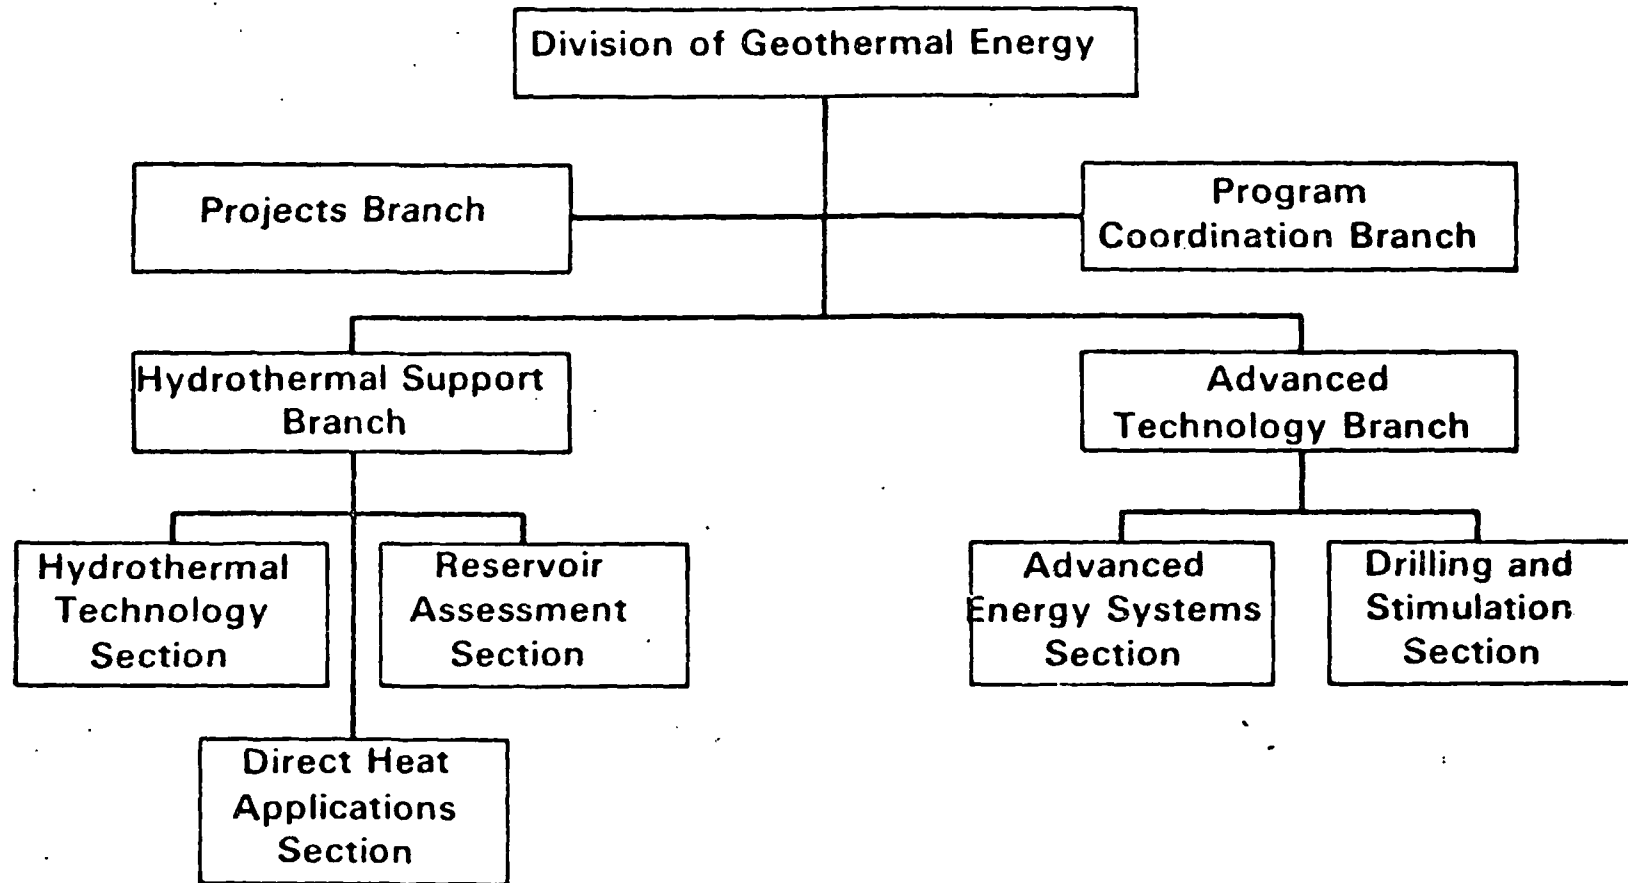 Division of Geothermal Energy
Projects Branch
Program
Coordination Branch
Hydrothermal Support
Branch
Advanced
Technology Branch
Hydrothermal
Technology
Section
Reservoir
Assessment
Section
Advanced
Energy Systems
Section
Drilling and
Stimulation
Section
Direct Heat
Applications
Section